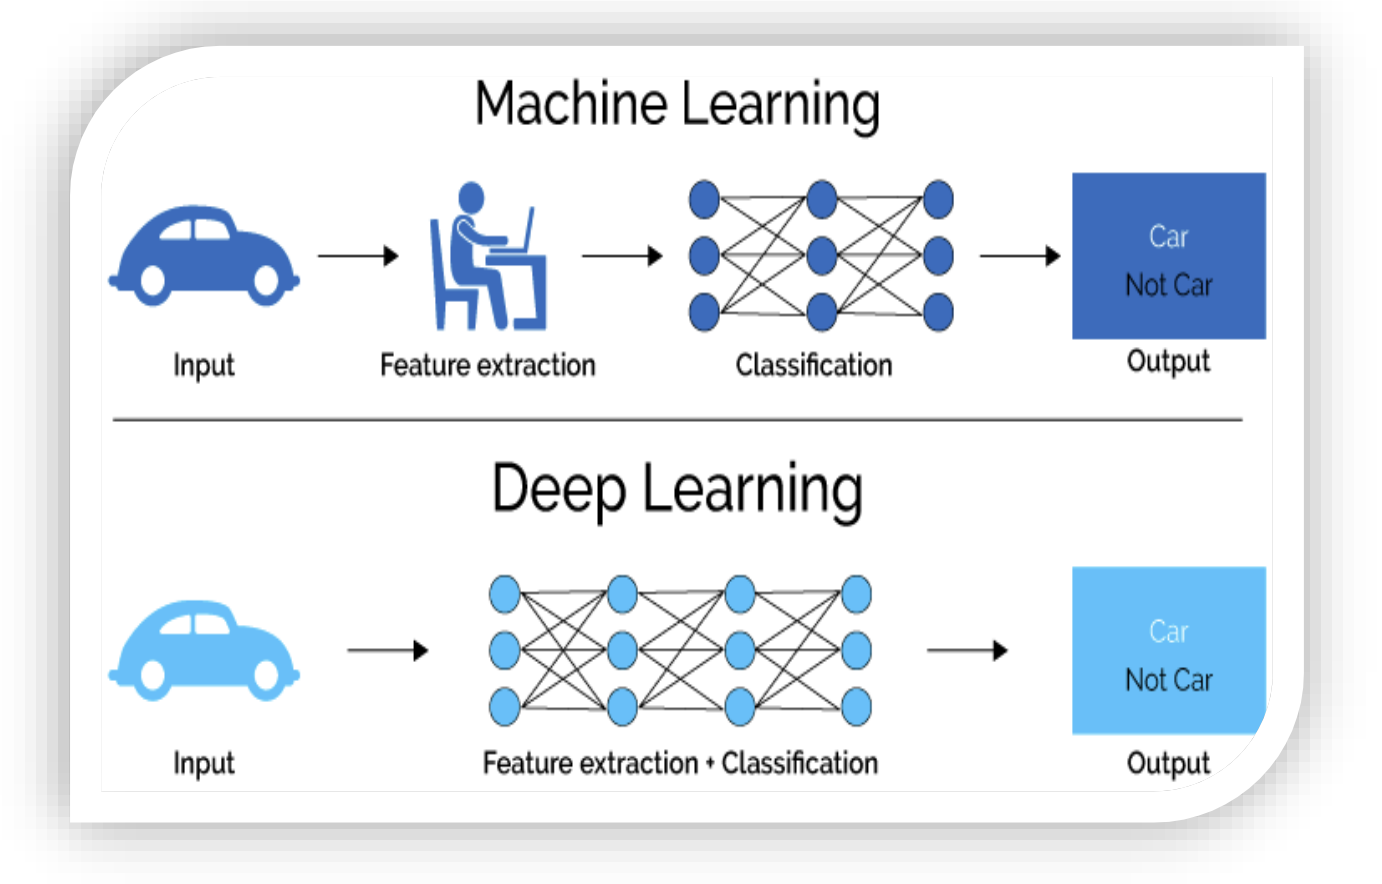 Machine Learning
Car
Not Car
Input
Feature extraction
Classification
Output
Deep Learning
Car
Not Car
Input
Feature extraction + Classification
Output